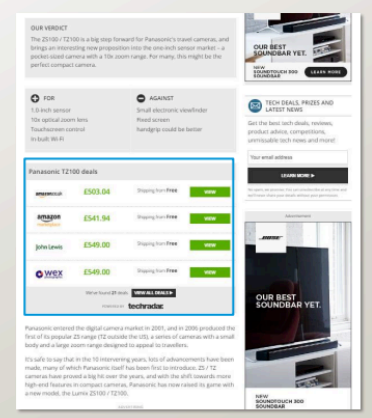 OUR VERDICT
The ZS100 / TZ100 is a big step forward for Panasonic's travel cameras, and
brings an interesting new proposition into the one-inch sensor market – a
pocket-sized camera with a 10x zoom range. For many, this might be the
perfect compact camera.
FOR
1.0-inch sensor
10x optical zoom lens
Touchscreen control
In-built Wi-Fi
AGAINST
Small electronic viewfinder
Fixed screen
handgrip could be better
Panasonic TZ100 deals
£503.04
Shipping from Free
VIEW
amazon
£541.94
Shipping from Free
VIEW
John Lewis
£549.00
Shipping from Free
VIEW
wex
£549.00
Shipping from Free
VIEW
We've found 21 deals
VIEW ALL DEALS
POWERED BY techradar.
Panasonic entered the digital camera market in 2001, and in 2006 produced the
first of its popular ZS range (TZ outside the US), a series of cameras with a small
body and a large zoom range designed to appeal to travellers.
It's safe to say that in the 10 intervening years, lots of advancements have been
made, many of which Panasonic itself has been first to introduce. ZS / TZ
cameras have proved a big hit over the years, and with the shift towards more
high-end features in compact cameras, Panasonic has now raised its game with
a new model, the Lumix ZS100 / TZ100.
OUR BEST
SOUNDBAR YET.
NEW
SOUNDTOUCH 300
SOUNDBAR
LEARN MORE
TECH DEALS, PRIZES AND
LATEST NEWS
Get the best tech deals, reviews,
product advice, competitions,
unmissable tech news and more!
Your email address
LEARN MORE
Advertisement
BOSE
OUR BEST
SOUNDBAR YET.
NEW
SOUNDTOUCH 300
SOUNDBAR